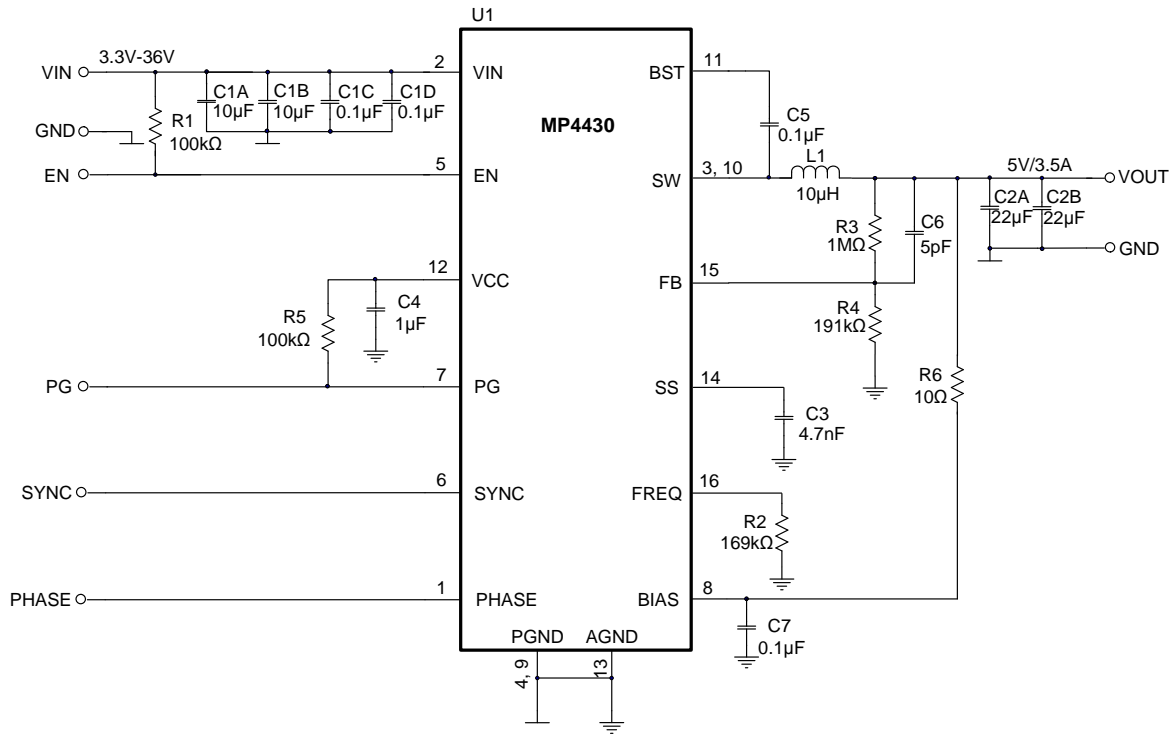 U1
3.3V-36V
VIN
2
VIN
BST
11
C1A
10µF
C1B
10µF
C1C
0.1µF
C1D
0.1µF
MP4430
C5
0.1µF
GND
R1
100kΩ
EN
5
EN
SW
3, 10
L1
10µH
5V/3.5A
VOUT
C2A
22µF
C2B
22µF
R3
1MΩ
C6
5pF
GND
12
VCC
FB
15
C4
1µF
R5
100kΩ
R4
191kΩ
PG
7
PG
SS
14
R6
10Ω
C3
4.7nF
SYNC
6
SYNC
FREQ
16
R2
169kΩ
PHASE
1
PHASE
BIAS
8
C7
0.1µF
PGND
AGND
4, 9
13